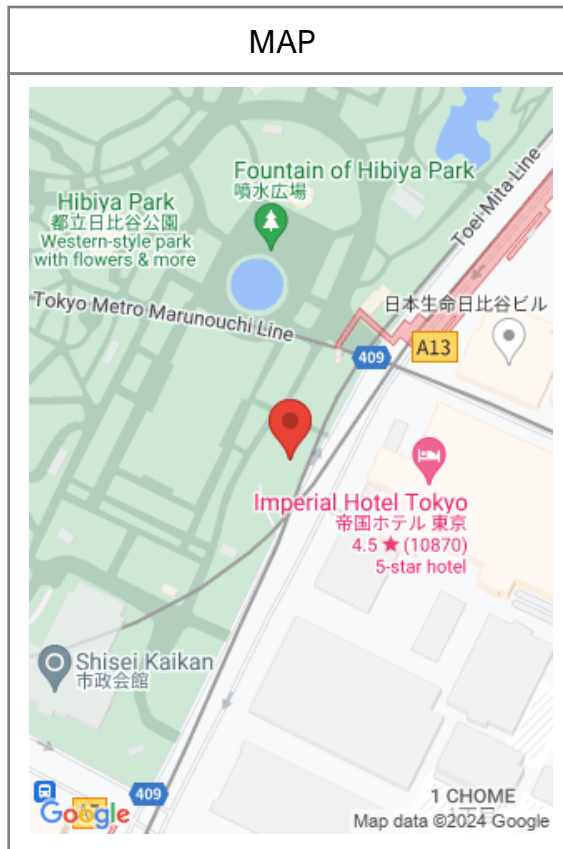 MAP
Fountain of Hibiya Park
噴水広場
Hibiya Park
都立日比谷公園
Western-style park
with flowers & more
Toei Mita Line
Tokyo Metro Marunouchi Line
日本生命日比谷ビル
A13
409
Imperial Hotel Tokyo
帝国ホテル 東京
4.5 ★ (10870)
5-star hotel
Shisei Kaikan
市政会館
409
1 CHOME
Google
Map data ©2024 Google